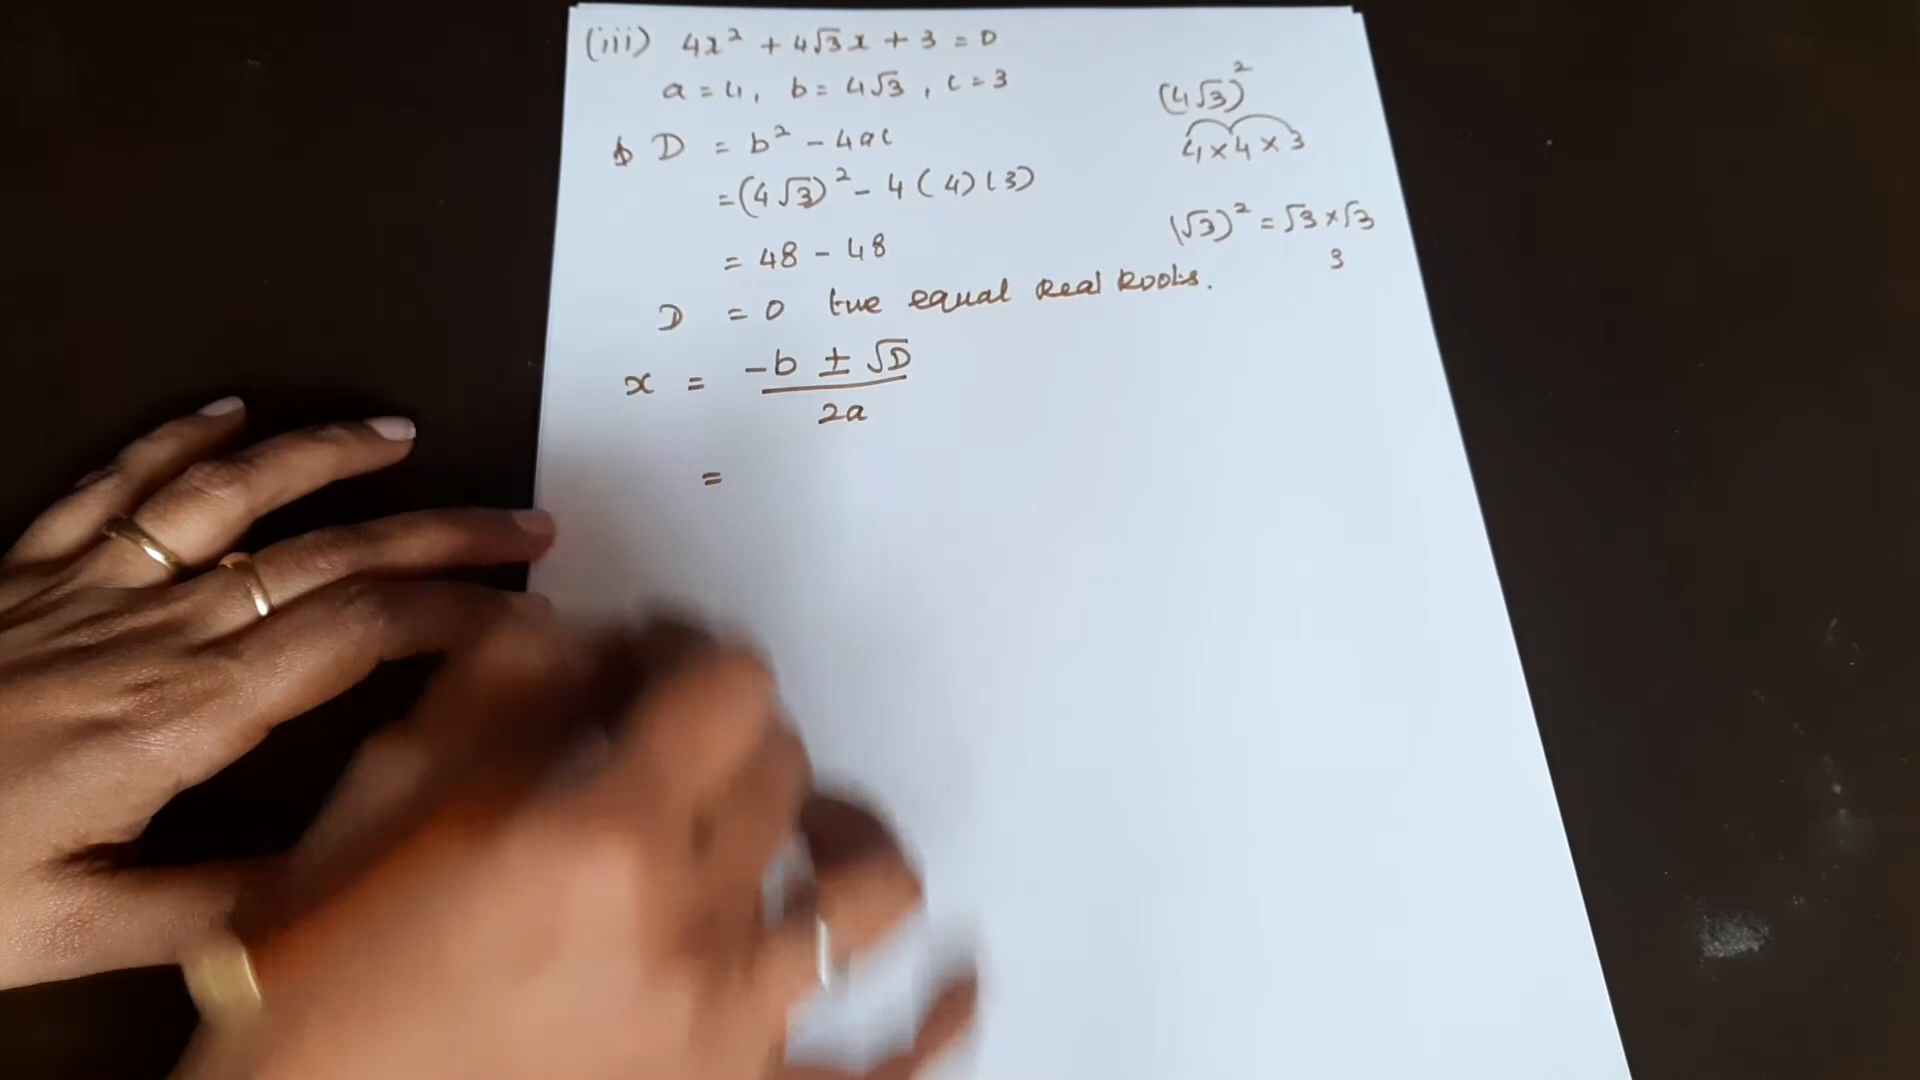 (iii) 4x² + 4√3x + 3 = 0
a = 4, b = 4√3, c = 3
D = b² - 4ac
= (4√3)² - 4(4)(3)
= 48 - 48
D = 0 two equal real roots.
x = -b ± √D
2a
=
(4√3)²
4×4×3
(√3)² = √3×√3
3